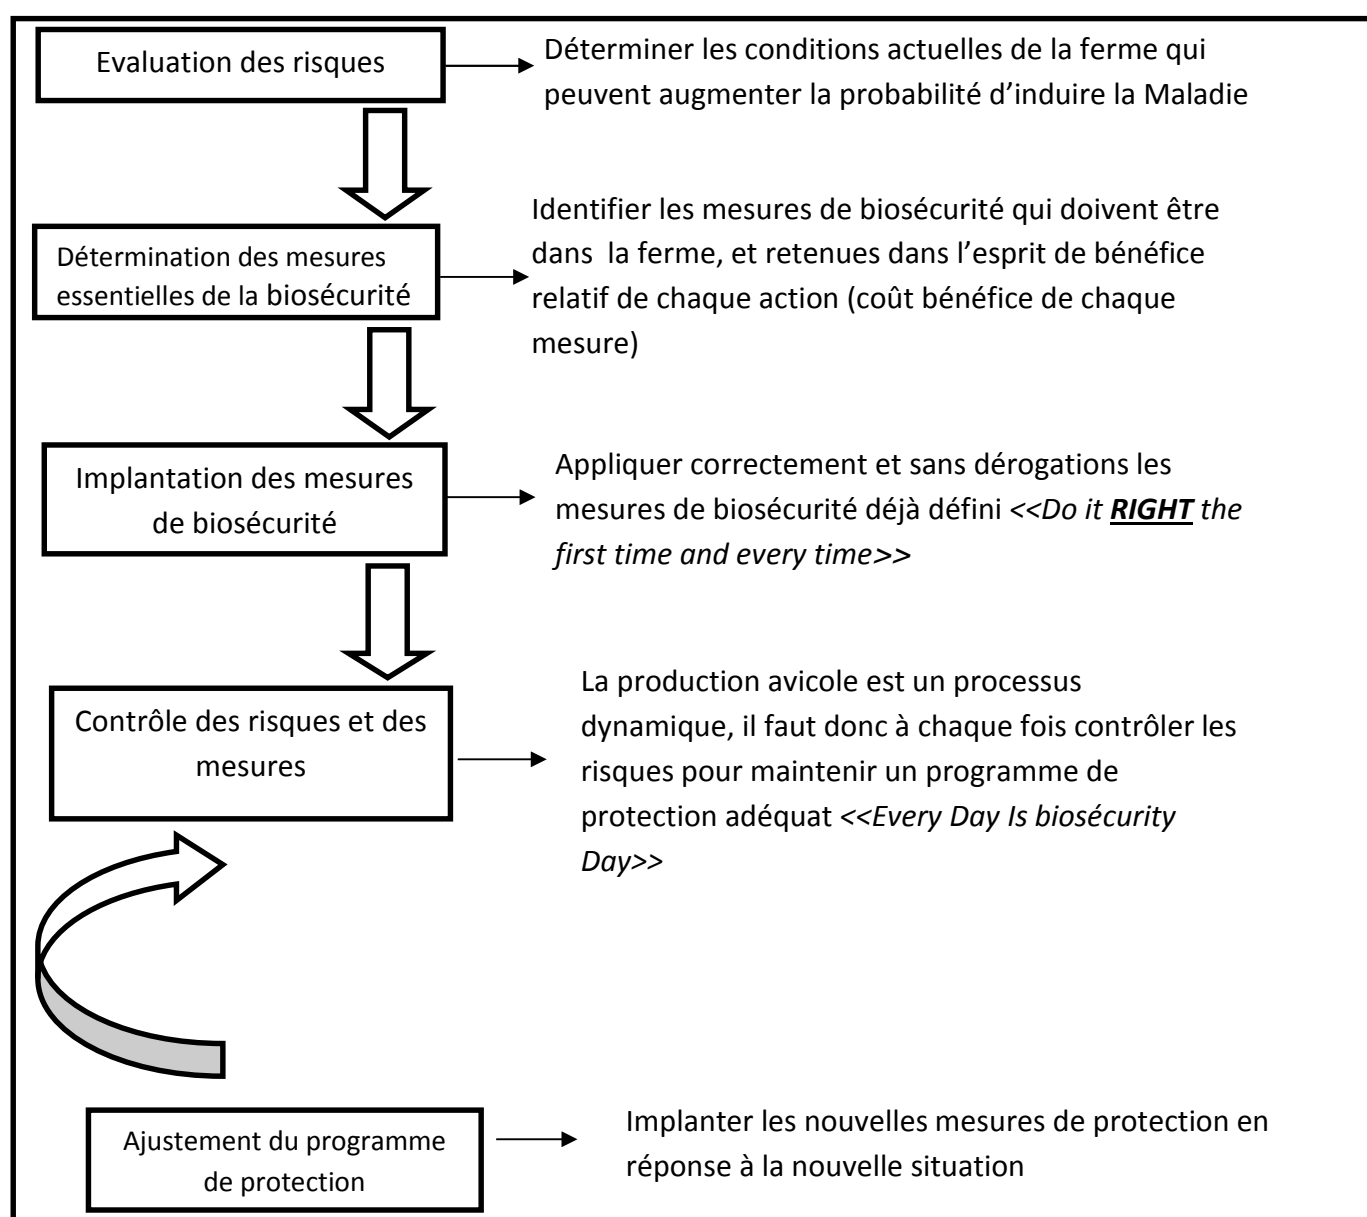 Evaluation des risques
Déterminer les conditions actuelles de la ferme qui
peuvent augmenter la probabilité d’induire la Maladie
Détermination des mesures
essentielles de la biosécurité
Identifier les mesures de biosécurité qui doivent être
dans la ferme, et retenues dans l’esprit de bénéfice
relatif de chaque action (coût bénéfice de chaque
mesure)
Implantation des mesures
de biosécurité
Appliquer correctement et sans dérogations les
mesures de biosécurité déjà défini <<Do it RIGHT the
first time and every time>>
Contrôle des risques et des
mesures
La production avicole est un processus
dynamique, il faut donc à chaque fois contrôler les
risques pour maintenir un programme de
protection adéquat <<Every Day Is biosécurity
Day>>
Ajustement du programme
de protection
Implanter les nouvelles mesures de protection en
réponse à la nouvelle situation